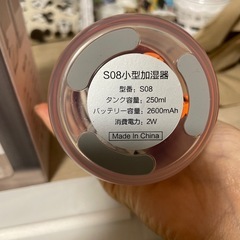 S08小型加湿器
型番：S08
タンク容量：250ml
バッテリー容量：2600mAh
消費電力：2W
Made In China